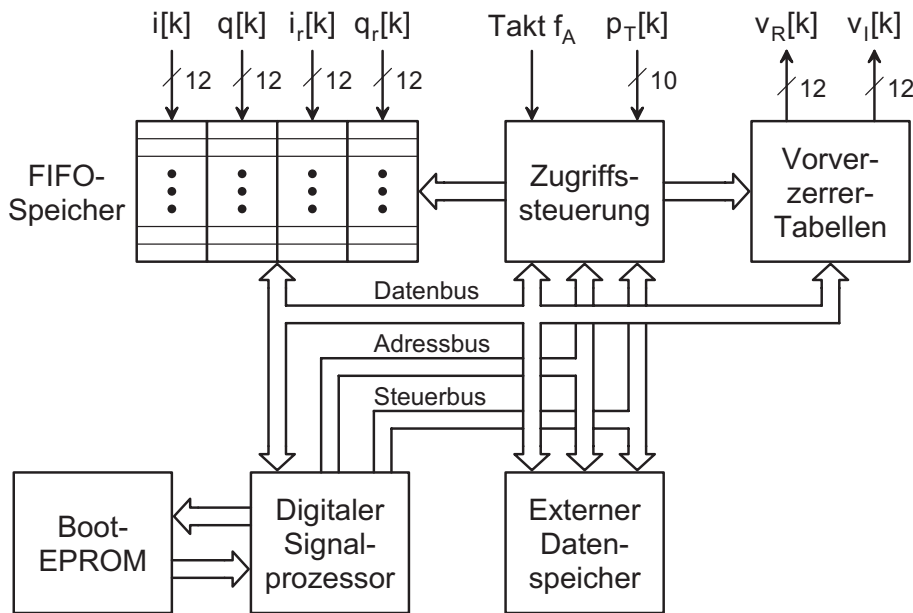 i[k] q[k] i_r[k] q_r[k] Takt f_A p_T[k] v_R[k] v_I[k]
12 12 12 12 10 12 12
FIFO-
Speicher
Zugriffs-
steuerung
Vorver-
zerrer-
Tabellen
Datenbus
Adressbus
Steuerbus
Boot-
EPROM
Digitaler
Signal-
prozessor
Externer
Daten-
speicher